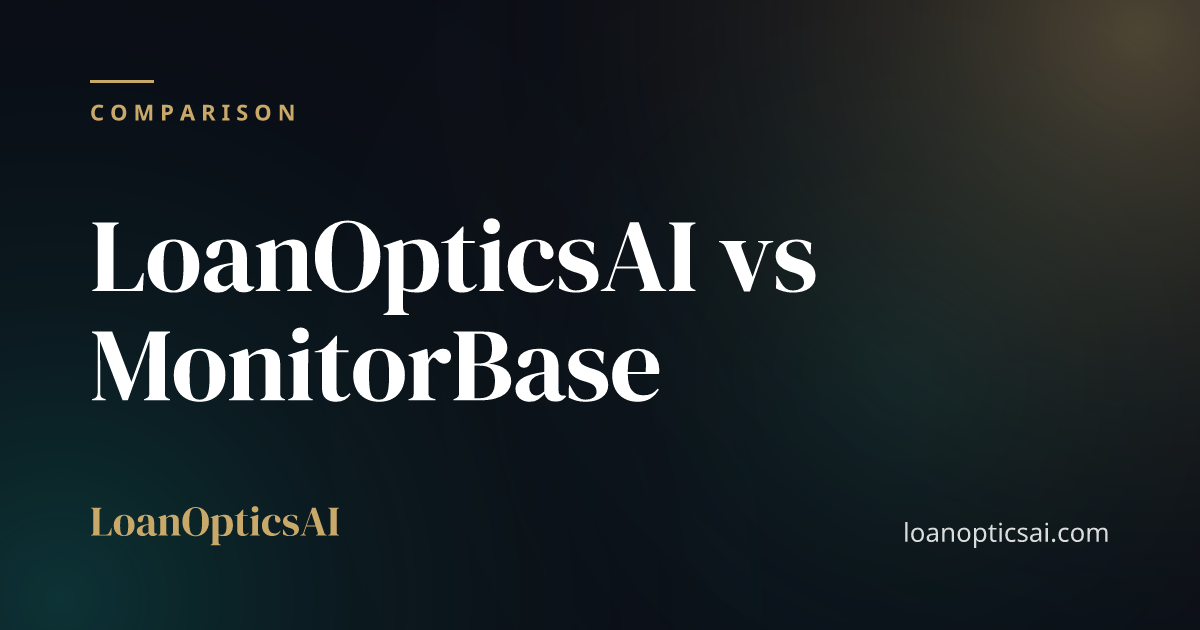 COMPARISON
LoanOpticsAI vs
MonitorBase
LoanOpticsAI
loanopticsai.com